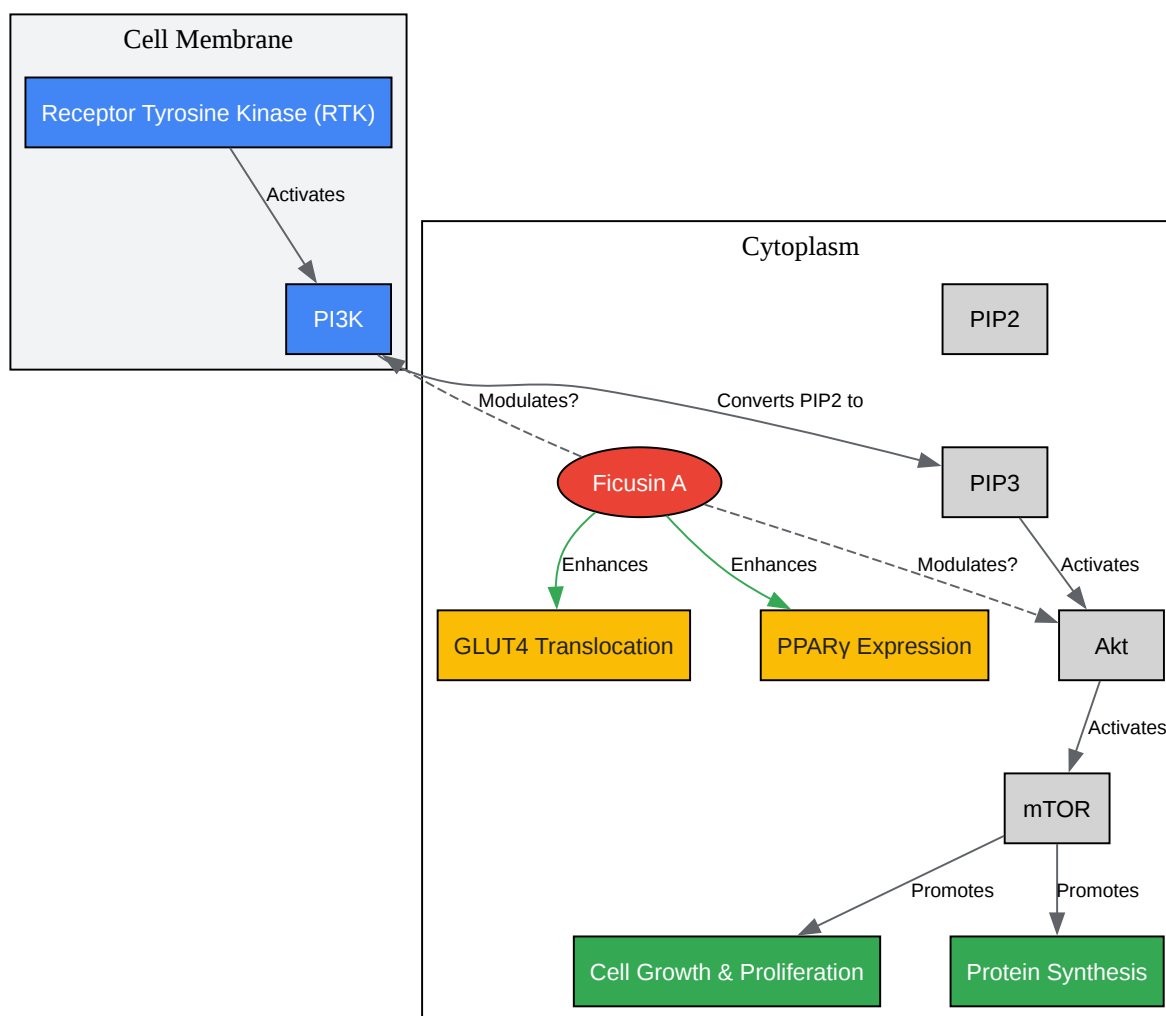 Cell Membrane
Receptor Tyrosine Kinase (RTK)
Activates
Cytoplasm
PI3K
PIP2
Modulates?
Converts PIP2 to
Ficusin A
PIP3
Enhances
Enhances
Modulates?
Activates
GLUT4 Translocation
PPARγ Expression
Akt
Activates
mTOR
Promotes
Promotes
Cell Growth & Proliferation
Protein Synthesis